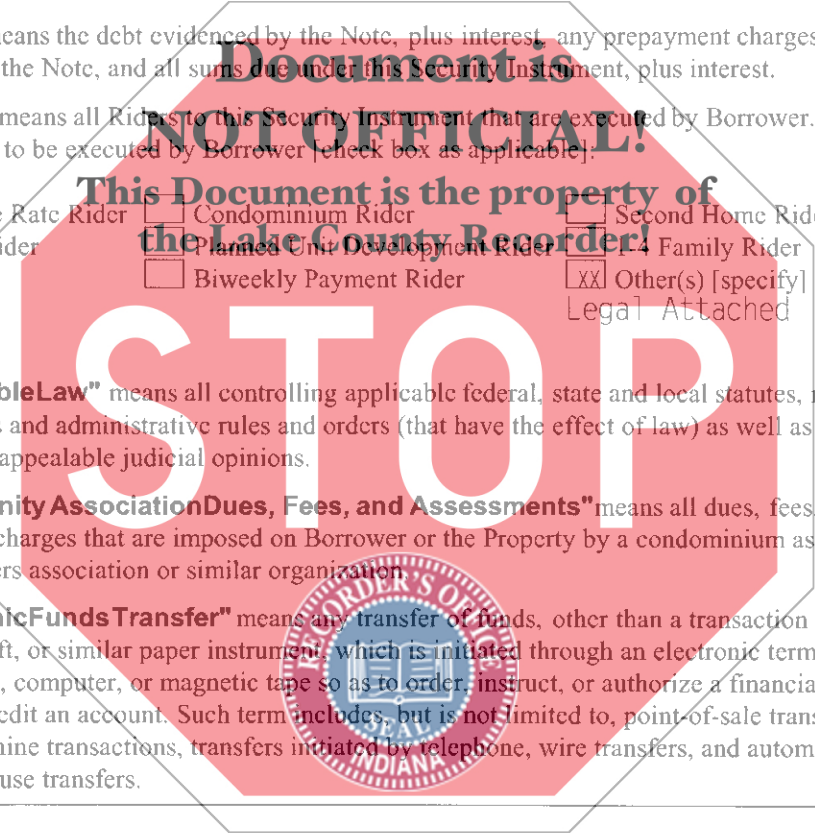 eans the debt evidenced by the Note, plus interest, any prepayment charges
the Note, and all sums due under this Security Instrument, plus interest.
Document is
means all Riders to this Security Instrument that are executed by Borrower.
NOT OFFICIAL!
to be executed by Borrower [check box as applicable]:
This Document is the property of
e Rate Rider Condominium Rider Second Home Ride
the Lake County Recorder!
ider Planned Unit Development Rider 1-4 Family Rider
Biweekly Payment Rider XX Other(s) [specify]
Legal Attached
STOP
bleLaw" means all controlling applicable federal, state and local statutes, r
s and administrative rules and orders (that have the effect of law) as well as
appealable judicial opinions.
nity AssociationDues, Fees, and Assessments" means all dues, fees,
charges that are imposed on Borrower or the Property by a condominium as
ers association or similar organization.
nicFundsTransfer" means any transfer of funds, other than a transaction
ft, or similar paper instrument, which is initiated through an electronic term
, computer, or magnetic tape so as to order, instruct, or authorize a financia
edit an account. Such term includes, but is not limited to, point-of-sale trans
nine transactions, transfers initiated by telephone, wire transfers, and autom
use transfers.
RECORDER'S OFFICE
SEAL
INDIANA